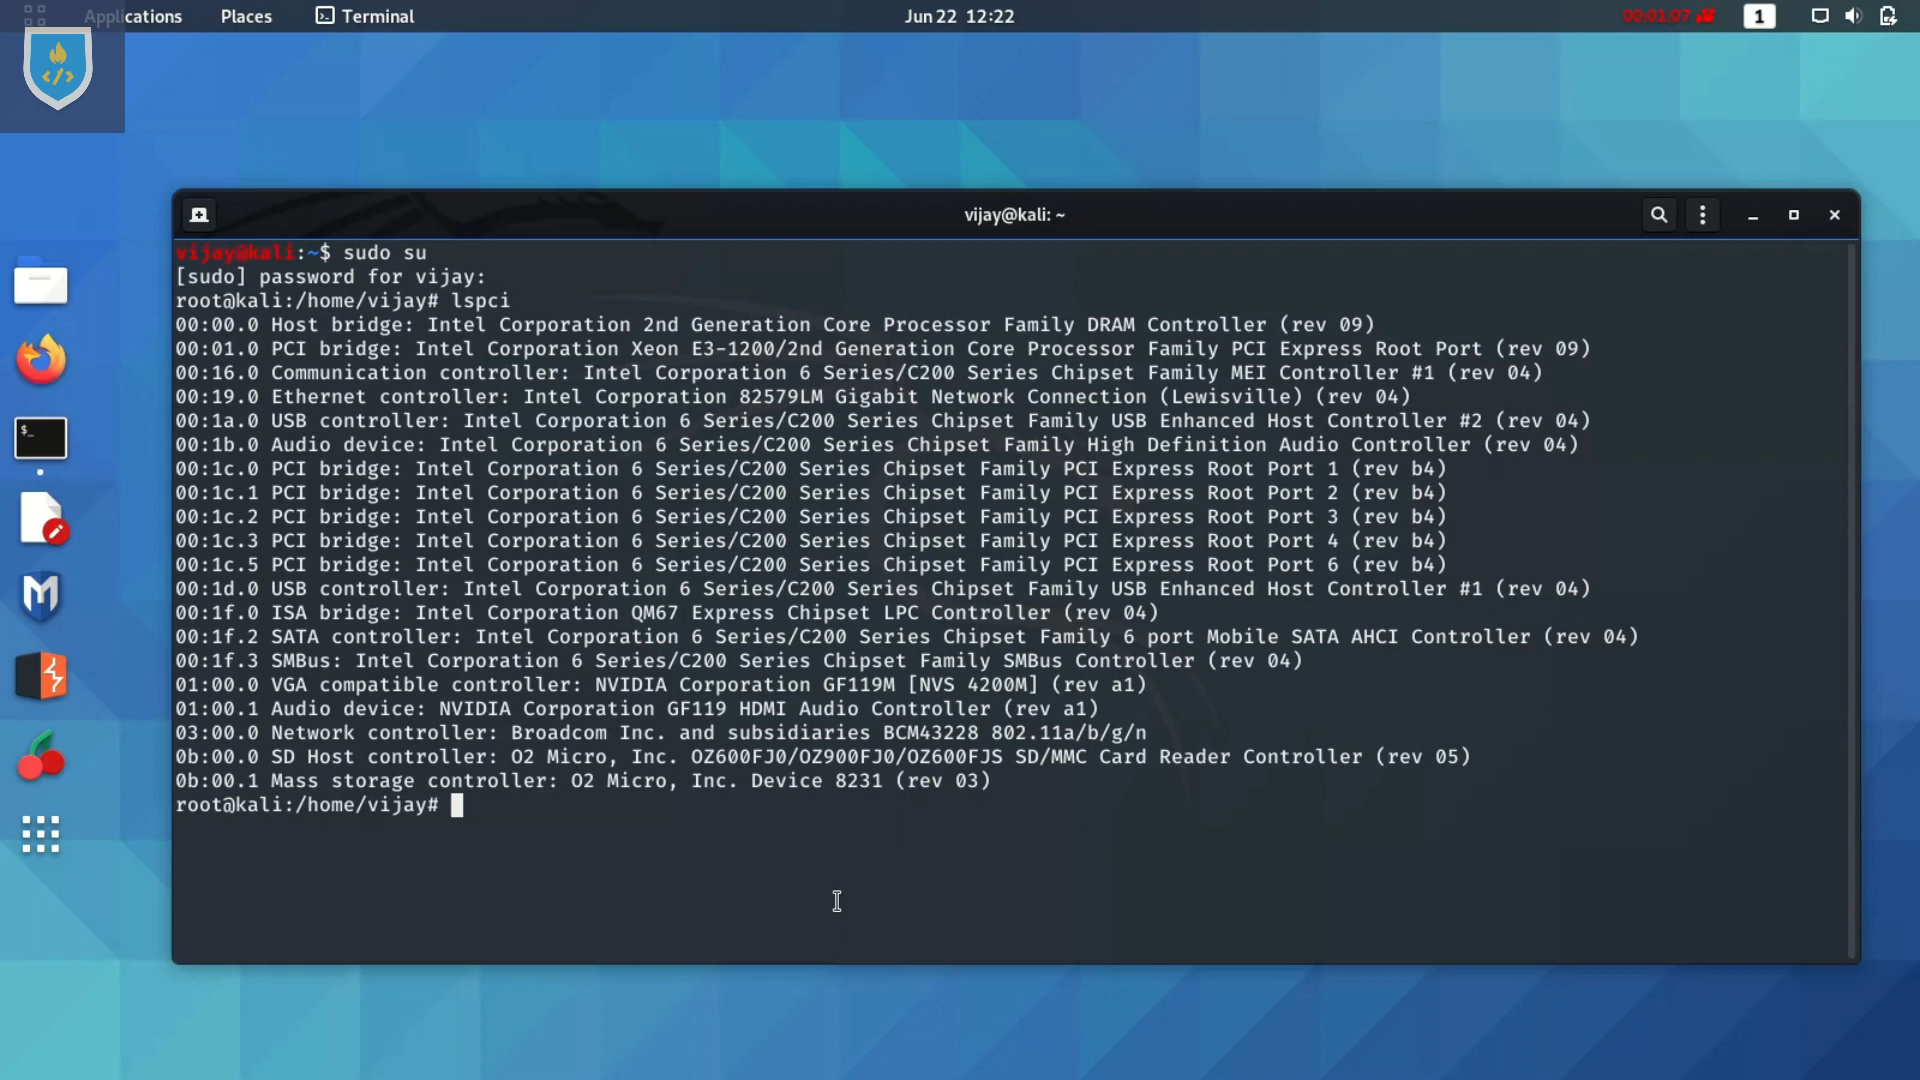 Applications Places Terminal Jun 22 12:22 00:01:07 1
vijay@kali: ~
vijay@kali:~$ sudo su
[sudo] password for vijay:
root@kali:/home/vijay# lspci
00:00.0 Host bridge: Intel Corporation 2nd Generation Core Processor Family DRAM Controller (rev 09)
00:01.0 PCI bridge: Intel Corporation Xeon E3-1200/2nd Generation Core Processor Family PCI Express Root Port (rev 09)
00:16.0 Communication controller: Intel Corporation 6 Series/C200 Series Chipset Family MEI Controller #1 (rev 04)
00:19.0 Ethernet controller: Intel Corporation 82579LM Gigabit Network Connection (Lewisville) (rev 04)
00:1a.0 USB controller: Intel Corporation 6 Series/C200 Series Chipset Family USB Enhanced Host Controller #2 (rev 04)
00:1b.0 Audio device: Intel Corporation 6 Series/C200 Series Chipset Family High Definition Audio Controller (rev 04)
00:1c.0 PCI bridge: Intel Corporation 6 Series/C200 Series Chipset Family PCI Express Root Port 1 (rev b4)
00:1c.1 PCI bridge: Intel Corporation 6 Series/C200 Series Chipset Family PCI Express Root Port 2 (rev b4)
00:1c.2 PCI bridge: Intel Corporation 6 Series/C200 Series Chipset Family PCI Express Root Port 3 (rev b4)
00:1c.3 PCI bridge: Intel Corporation 6 Series/C200 Series Chipset Family PCI Express Root Port 4 (rev b4)
00:1c.5 PCI bridge: Intel Corporation 6 Series/C200 Series Chipset Family PCI Express Root Port 6 (rev b4)
00:1d.0 USB controller: Intel Corporation 6 Series/C200 Series Chipset Family USB Enhanced Host Controller #1 (rev 04)
00:1f.0 ISA bridge: Intel Corporation QM67 Express Chipset LPC Controller (rev 04)
00:1f.2 SATA controller: Intel Corporation 6 Series/C200 Series Chipset Family 6 port Mobile SATA AHCI Controller (rev 04)
00:1f.3 SMBus: Intel Corporation 6 Series/C200 Series Chipset Family SMBus Controller (rev 04)
01:00.0 VGA compatible controller: NVIDIA Corporation GF119M [NVS 4200M] (rev a1)
01:00.1 Audio device: NVIDIA Corporation GF119 HDMI Audio Controller (rev a1)
03:00.0 Network controller: Broadcom Inc. and subsidiaries BCM43228 802.11a/b/g/n
0b:00.0 SD Host controller: O2 Micro, Inc. OZ600FJ0/OZ900FJ0/OZ600FJS SD/MMC Card Reader Controller (rev 05)
0b:00.1 Mass storage controller: O2 Micro, Inc. Device 8231 (rev 03)
root@kali:/home/vijay#